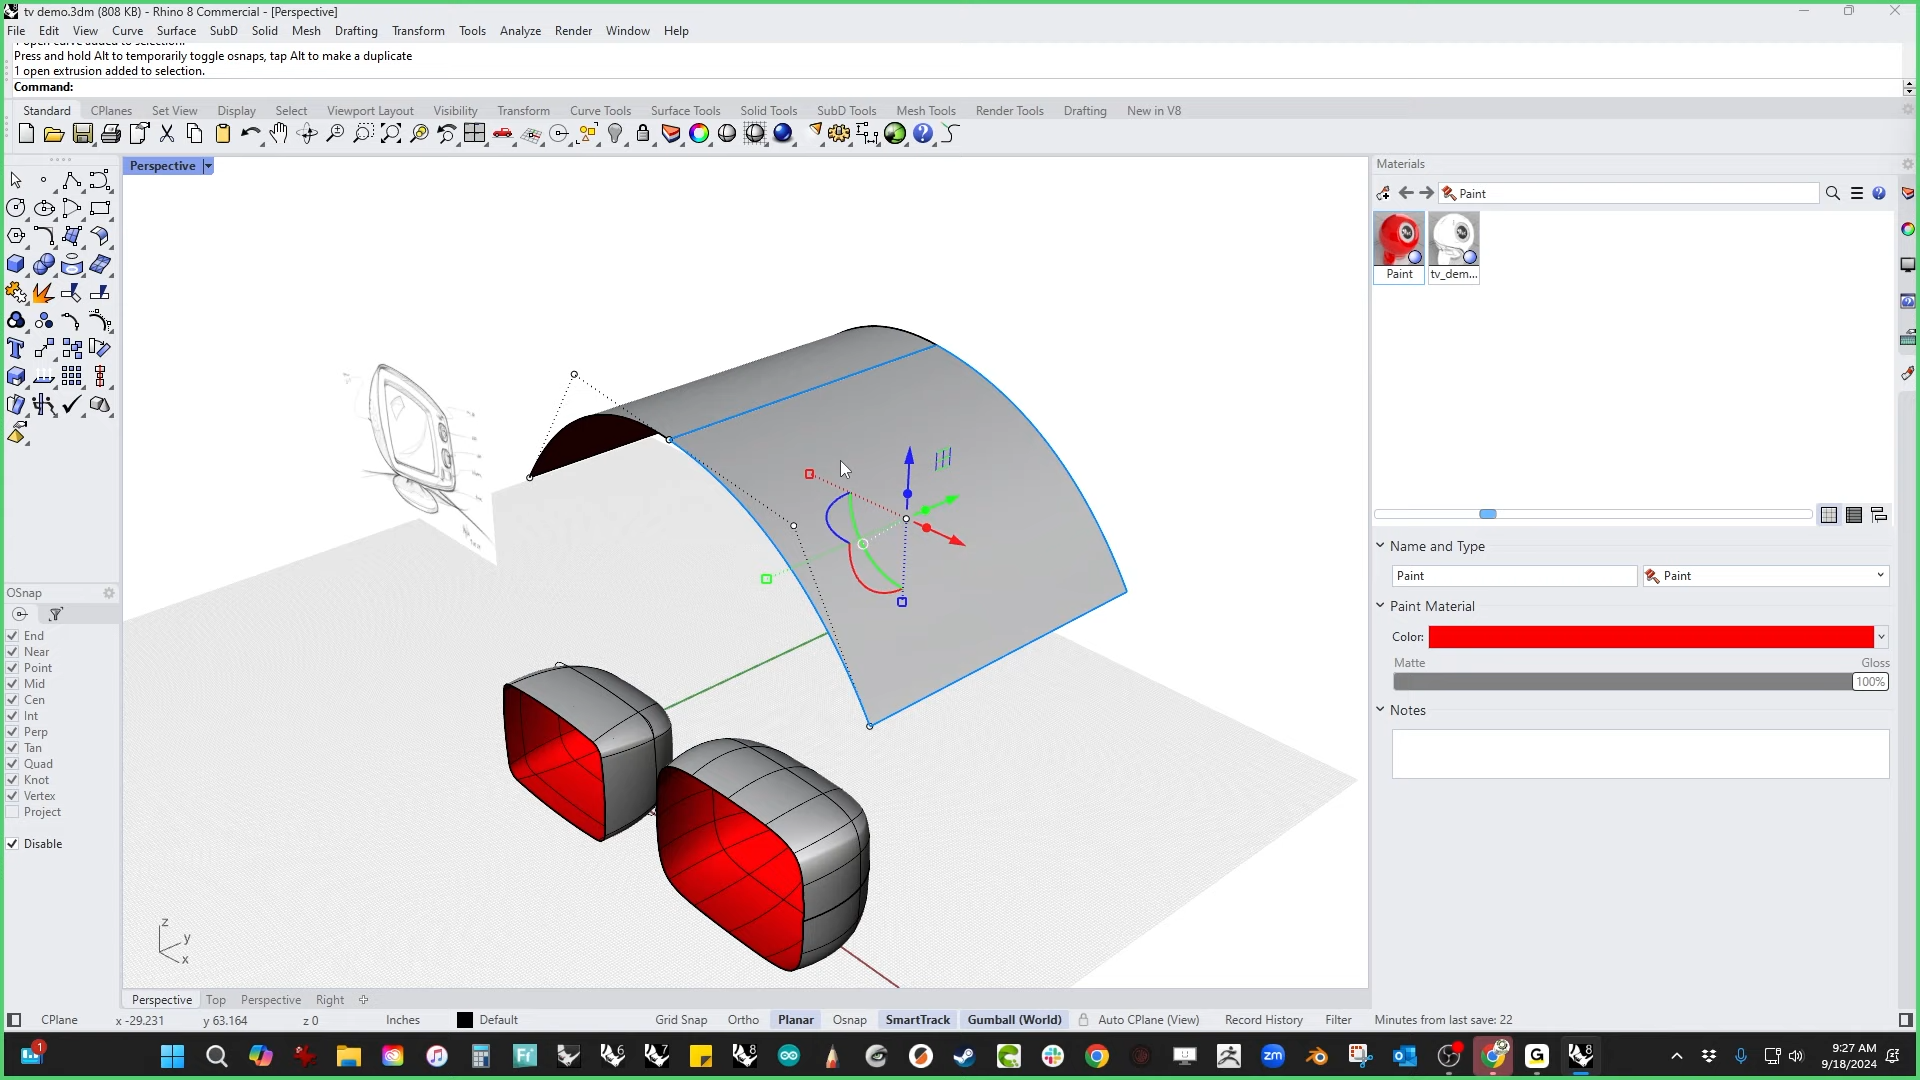 tv demo.3dm (808 KB) - Rhino 8 Commercial - [Perspective]
File Edit View Curve Surface SubD Solid Mesh Drafting Transform Tools Analyze Render Window Help
1 open curve added to selection.
Press and hold Alt to temporarily toggle osnaps, tap Alt to make a duplicate
1 open extrusion added to selection.
Command:
Standard CPlanes Set View Display Select Viewport Layout Visibility Transform Curve Tools Surface Tools Solid Tools SubD Tools Mesh Tools Render Tools Drafting New in V8
Perspective
Materials
Paint
Paint tv_dem...
Name and Type
Paint Paint
Paint Material
Color:
Matte Gloss
100%
Notes
OSnap
End
Near
Point
Mid
Cen
Int
Perp
Tan
Quad
Knot
Vertex
Project
Disable
z
y
x
Perspective Top Perspective Right
CPlane x -29.231 y 63.164 z 0 Inches Default Grid Snap Ortho Planar Osnap SmartTrack Gumball (World) Auto CPlane (View) Record History Filter Minutes from last save: 22
9:27 AM
9/18/2024